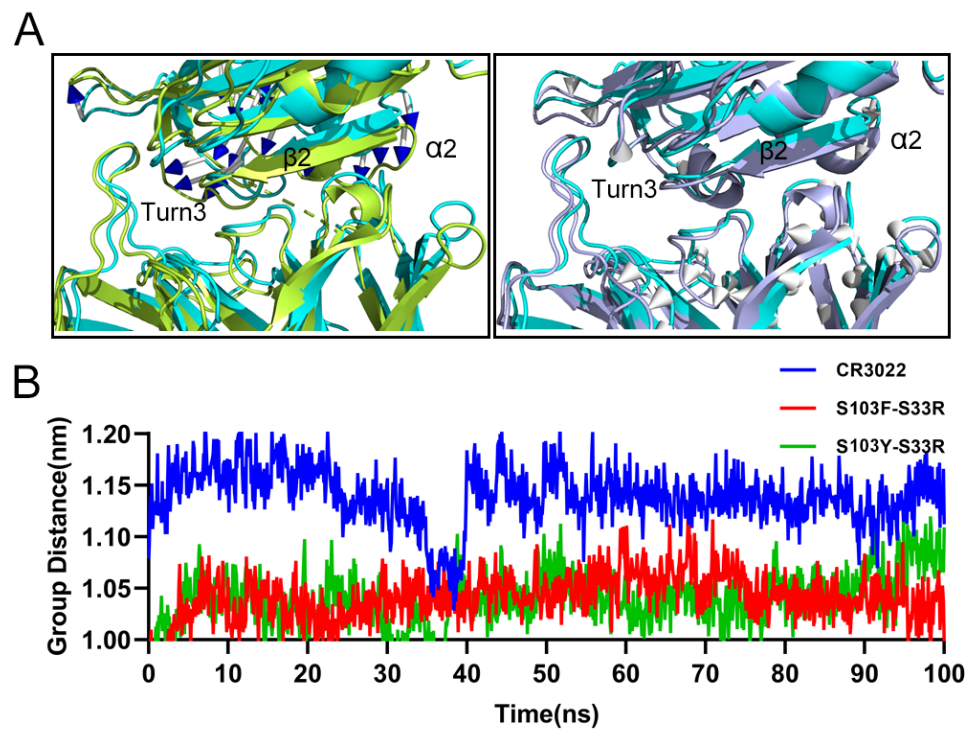 A
β2
α2
Turn3
β2
α2
Turn3
B
CR3022
S103F-S33R
S103Y-S33R
Group Distance(nm)
1.20
1.15
1.10
1.05
1.00
0 10 20 30 40 50 60 70 80 90 100
Time(ns)